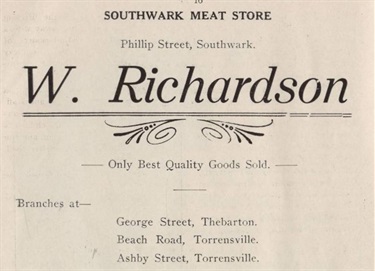 to
SOUTHWARK MEAT STORE
Phillip Street, Southwark.
W. Richardson
— Only Best Quality Goods Sold. —
Branches at—
George Street, Thebarton.
Beach Road, Torrensville.
Ashby Street, Torrensville.